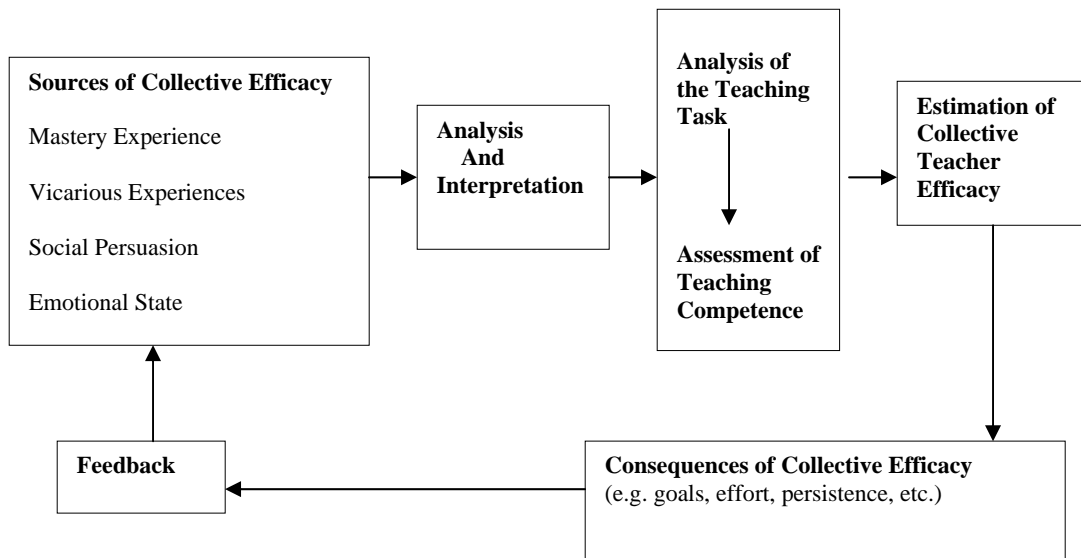 Sources of Collective Efficacy
Mastery Experience
Vicarious Experiences
Social Persuasion
Emotional State
Analysis
And
Interpretation
Analysis of
the Teaching
Task
Assessment of
Teaching
Competence
Estimation of
Collective
Teacher
Efficacy
Consequences of Collective Efficacy
(e.g. goals, effort, persistence, etc.)
Feedback